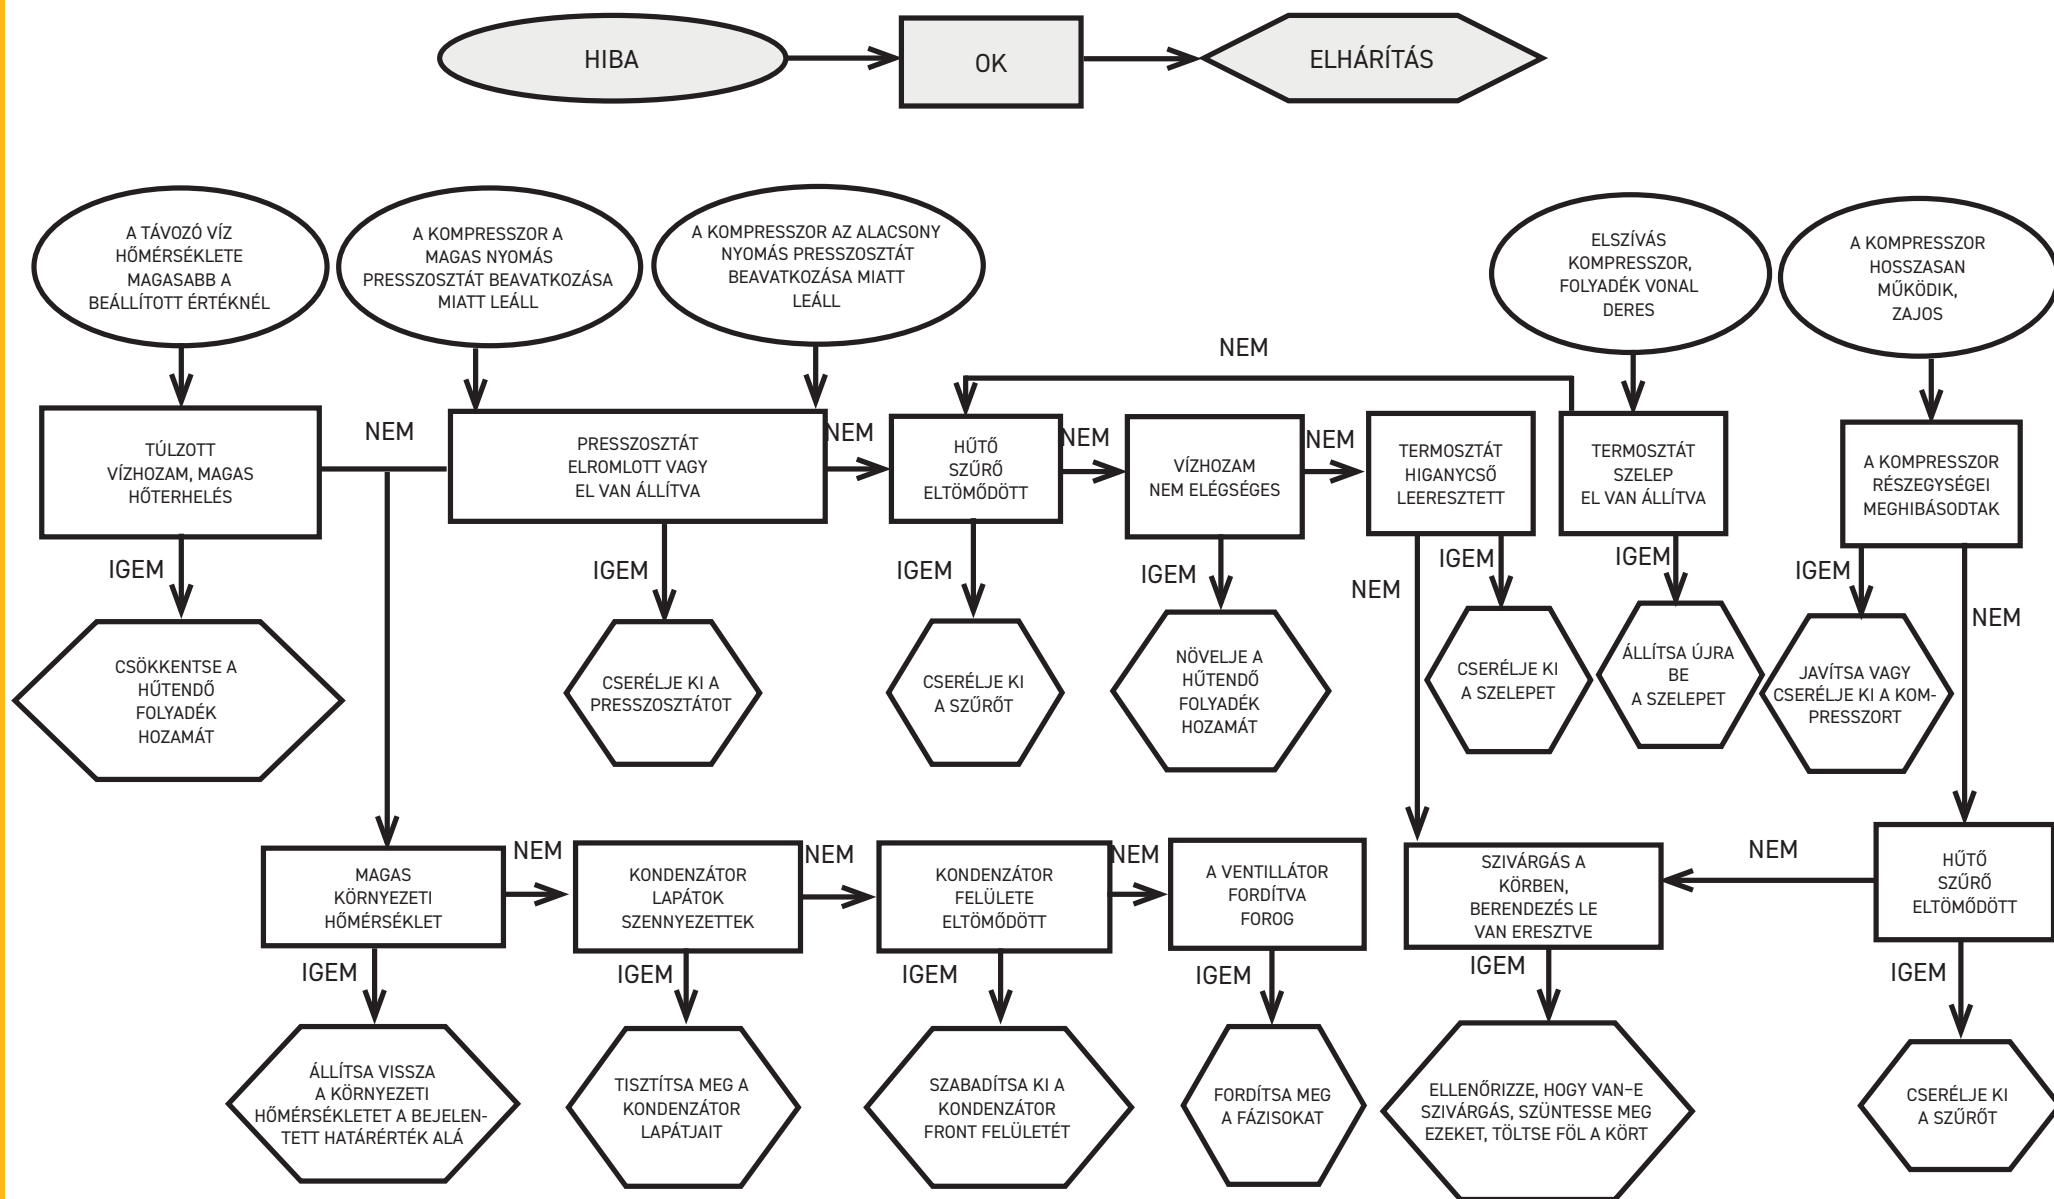 HIBA
OK
ELHÁRÍTÁS
A TÁVOZÓ VÍZ
HŐMÉRSÉKLETE
MAGASABB A
BEÁLLÍTOTT ÉRTÉKNÉL
A KOMPRESSZOR A
MAGAS NYOMÁS
PRESSZOSZTÁT BEAVATKOZÁSA
MIATT LEÁLL
A KOMPRESSZOR AZ ALACSONY
NYOMÁS PRESSZOSZTÁT
BEAVATKOZÁSA MIATT
LEÁLL
ELSZÍVÁS
KOMPRESSZOR,
FOLYADÉK VONAL
DERES
A KOMPRESSZOR
HOSSZASAN
MŰKÖDIK,
ZAJOS
NEM
TÚLZOTT
VÍZHOZAM, MAGAS
HŐTERHELÉS
NEM
PRESSZOSZTÁT
ELROMLOTT VAGY
EL VAN ÁLLÍTVA
NEM
HŰTŐ
SZŰRŐ
ELTÖMŐDÖTT
NEM
VÍZHOZAM
NEM ELÉGSÉGES
NEM
TERMOSZTÁT
HIGANYCSŐ
LEERESZTETT
TERMOSZTÁT
SZELEP
EL VAN ÁLLÍTVA
A KOMPRESSZOR
RÉSZEGYSÉGEI
MEGHIBÁSODTAK
IGEM
IGEM
IGEM
IGEM
NEM
IGEM
IGEM
IGEM
NEM
CSÖKKENTSE A
HŰTENDŐ
FOLYADÉK
HOZAMÁT
CSERÉLJE KI A
PRESSZOSZTÁTOT
CSERÉLJE KI
A SZŰRŐT
NÖVELJE A
HŰTENDŐ
FOLYADÉK
HOZAMÁT
CSERÉLJE KI
A SZELEPET
ÁLLÍTSA ÚJRA
BE
A SZELEPET
JAVÍTSA VAGY
CSERÉLJE KI A KOM-
PRESSZORT
MAGAS
KÖRNYEZETI
HŐMÉRSÉKLET
NEM
KONDENZÁTOR
LAPÁTOK
SZENNYEZETTEK
NEM
KONDENZÁTOR
FELÜLETE
ELTÖMŐDÖTT
NEM
A VENTILLÁTOR
FORDÍTVA
FOROG
SZIVÁRGÁS A
KÖRBEN,
BERENDEZÉS LE
VAN ERESZTVE
NEM
HŰTŐ
SZŰRŐ
ELTÖMŐDÖTT
IGEM
IGEM
IGEM
IGEM
IGEM
IGEM
ÁLLÍTSA VISSZA
A KÖRNYEZETI
HŐMÉRSÉKLETET A BEJELEN-
TETT HATÁRÉRTÉK ALÁ
TISZTÍTSA MEG A
KONDENZÁTOR
LAPÁTJAIT
SZABADÍTSA KI A
KONDENZÁTOR
FRONT FELÜLETÉT
FORDÍTSA MEG
A FÁZISOKAT
ELLENŐRIZZE, HOGY VAN-E
SZIVÁRGÁS, SZÜNTESSE MEG
EZEKET, TÖLTSE FÖL A KÖRT
CSERÉLJE KI
A SZŰRŐT